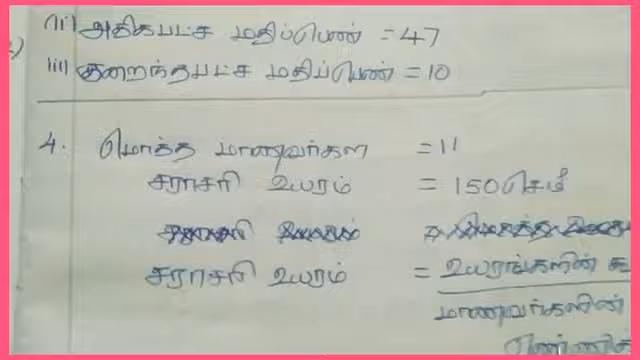 (ii) அதிகபட்ச மதிப்பெண் = 47
iii) குறைந்தபட்ச மதிப்பெண் = 10
4. மொத்த மாணவர்கள = 11
சராசரி உயரம் = 150 செமீ
சராசரி உயரம் = உயரங்களின் கூ
மாணவர்களின்
எண்ணிக